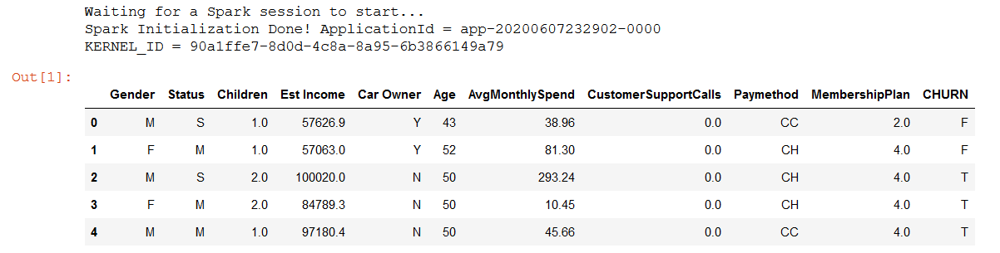 Waiting for a Spark session to start...
Spark Initialization Done! ApplicationId = app-20200607232902-0000
KERNEL_ID = 90a1ffe7-8d0d-4c8a-8a95-6b3866149a79
Out[1]:
Gender Status Children Est Income Car Owner Age AvgMonthlySpend CustomerSupportCalls Paymethod MembershipPlan CHURN
0 M S 1.0 57626.9 Y 43 38.96 0.0 CC 2.0 F
1 F M 1.0 57063.0 Y 52 81.30 0.0 CH 4.0 F
2 M S 2.0 100020.0 N 50 293.24 0.0 CH 4.0 T
3 F M 2.0 84789.3 N 50 10.45 0.0 CH 4.0 T
4 M M 1.0 97180.4 N 50 45.66 0.0 CC 4.0 T